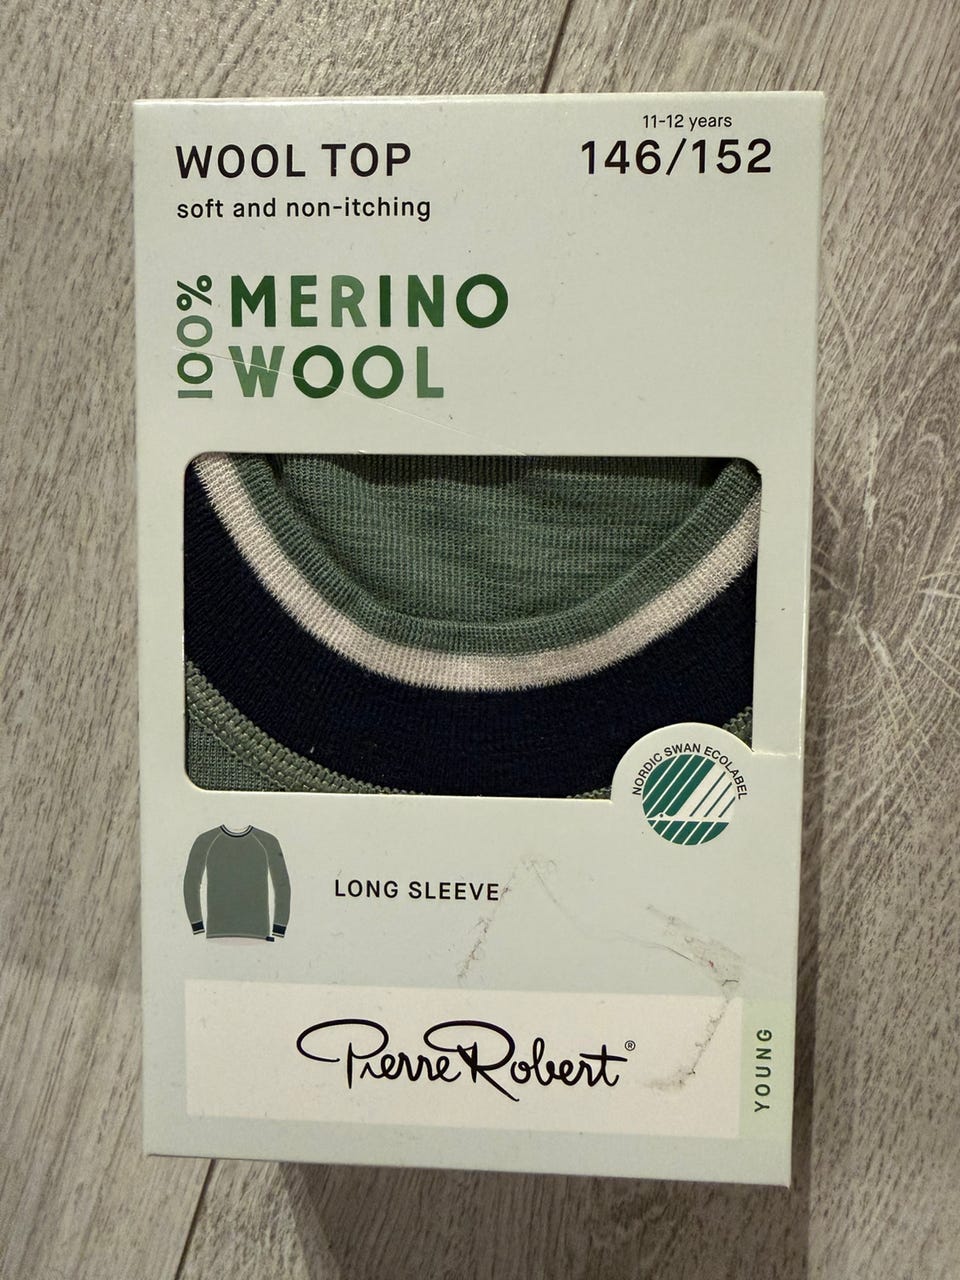 WOOL TOP
soft and non-itching
11-12 years
146/152
100%
MERINO
WOOL
NORDIC SWAN ECOLABEL
LONG SLEEVE
Pierre Robert®
YOUNG